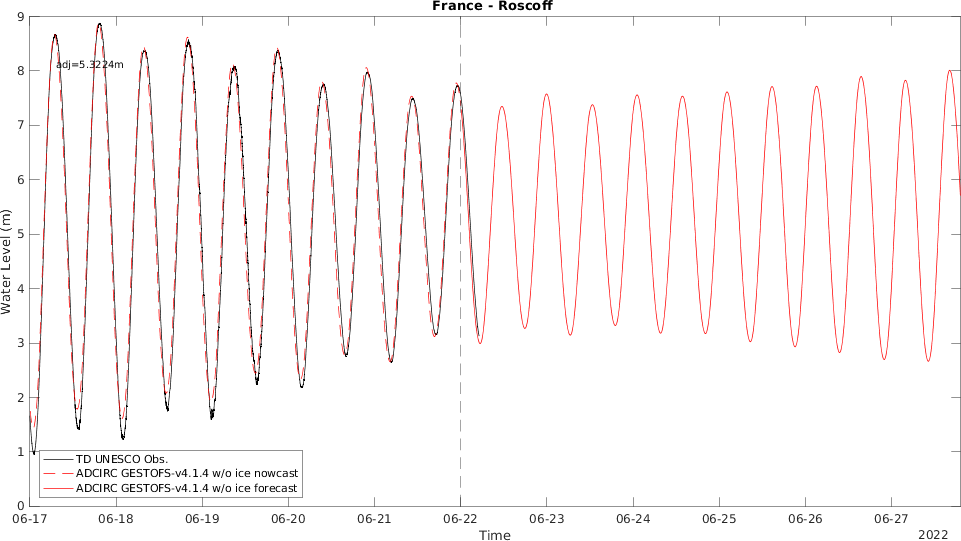 France - Roscoff
9
8
7
6
5
4
3
2
1
0
adj=5.3224m
Water Level (m)
TD UNESCO Obs.
ADCIRC GESTOFS-v4.1.4 w/o ice nowcast
ADCIRC GESTOFS-v4.1.4 w/o ice forecast
06-17 06-18 06-19 06-20 06-21 06-22 06-23 06-24 06-25 06-26 06-27
Time
2022